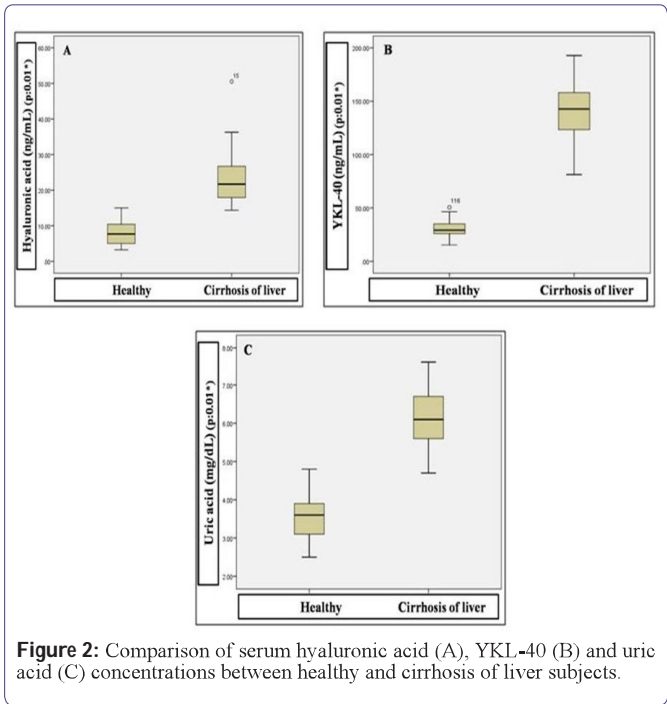 A
Hyaluronic acid (ng/mL) (p:0.01*)
60.00
50.00
40.00
30.00
20.00
10.00
.00
15
Healthy Cirrhosis of liver
B
YKL-40 (ng/mL) (p:0.01*)
200.00
150.00
100.00
50.00
.00
116
Healthy Cirrhosis of liver
C
Uric acid (mg/dL) (p:0.01*)
8.00
7.00
6.00
5.00
4.00
3.00
2.00
Healthy Cirrhosis of liver
Figure 2: Comparison of serum hyaluronic acid (A), YKL-40 (B) and uric
acid (C) concentrations between healthy and cirrhosis of liver subjects.